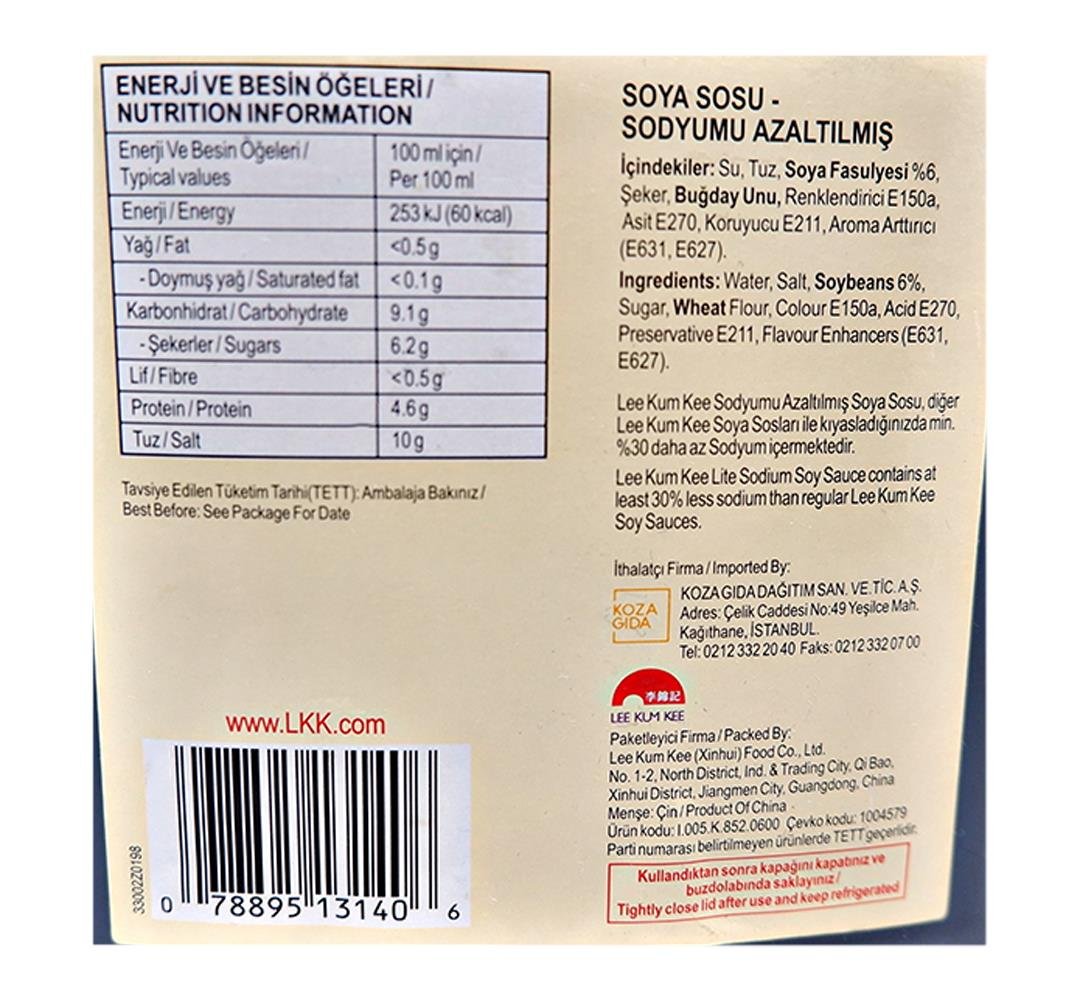 ENERJİ VE BESİN ÖĞELERİ /
NUTRITION INFORMATION
Enerji Ve Besin Öğeleri / 100 ml için /
Typical values Per 100 ml
Enerji / Energy 253 kJ (60 kcal)
Yağ / Fat <0.5 g
- Doymuş yağ / Saturated fat <0.1 g
Karbonhidrat / Carbohydrate 9.1 g
- Şekerler / Sugars 6.2 g
Lif / Fibre <0.5 g
Protein / Protein 4.6 g
Tuz / Salt 10 g
Tavsiye Edilen Tüketim Tarihi(TETT): Ambalaja Bakınız /
Best Before: See Package For Date
www.LKK.com
33002Z0198
0 78895 13140 6
SOYA SOSU -
SODYUMU AZALTILMIŞ
İçindekiler: Su, Tuz, Soya Fasulyesi %6,
Şeker, Buğday Unu, Renklendirici E150a,
Asit E270, Koruyucu E211, Aroma Arttırıcı
(E631, E627).
Ingredients: Water, Salt, Soybeans 6%,
Sugar, Wheat Flour, Colour E150a, Acid E270,
Preservative E211, Flavour Enhancers (E631,
E627).
Lee Kum Kee Sodyumu Azaltılmış Soya Sosu, diğer
Lee Kum Kee Soya Sosları ile kıyasladığınızda min.
%30 daha az Sodyum içermektedir.
Lee Kum Kee Lite Sodium Soy Sauce contains at
least 30% less sodium than regular Lee Kum Kee
Soy Sauces.
İthalatçı Firma / Imported By:
KOZA
GIDA
KOZA GIDA DAĞITIM SAN. VE.TİC. A.Ş.
Adres: Çelik Caddesi No:49 Yeşilce Mah.
Kağıthane, İSTANBUL.
Tel: 0212 332 20 40 Faks: 0212 332 07 00
李錦記
LEE KUM KEE
Paketleyici Firma / Packed By:
Lee Kum Kee (Xinhui) Food Co., Ltd.
No. 1-2, North District, Ind. & Trading City, Qi Bao,
Xinhui District, Jiangmen City, Guangdong, China
Menşe: Çin / Product Of China
Ürün kodu: I.005.K.852.0600 Çevko kodu: 1004579
Parti numarası belirtilmeyen ürünlerde TETT geçerlidir.
Kullandıktan sonra kapağını kapatınız ve
buzdolabında saklayınız /
Tightly close lid after use and keep refrigerated